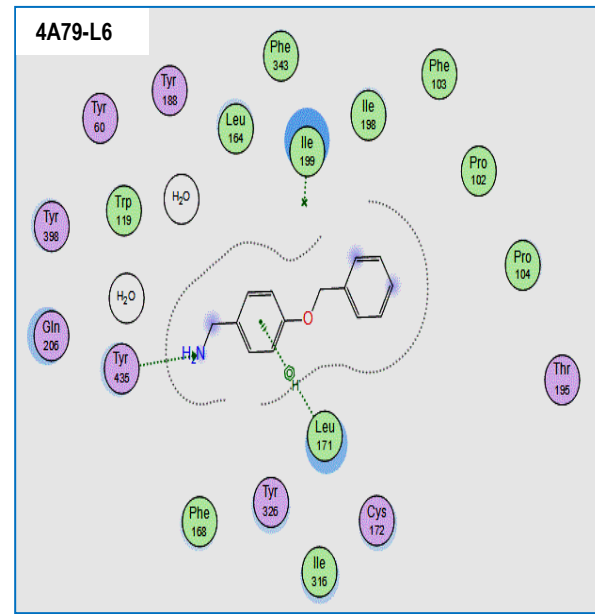 4A79-L6
Phe
343
Phe
103
Tyr
188
Tyr
60
Leu
164
Ile
198
Ile
199
Pro
102
Trp
119
H₂O
Tyr
398
Pro
104
H₂O
Gln
206
Tyr
435
H₂N
O
H
Thr
195
Leu
171
Phe
168
Tyr
326
Cys
172
Ile
316